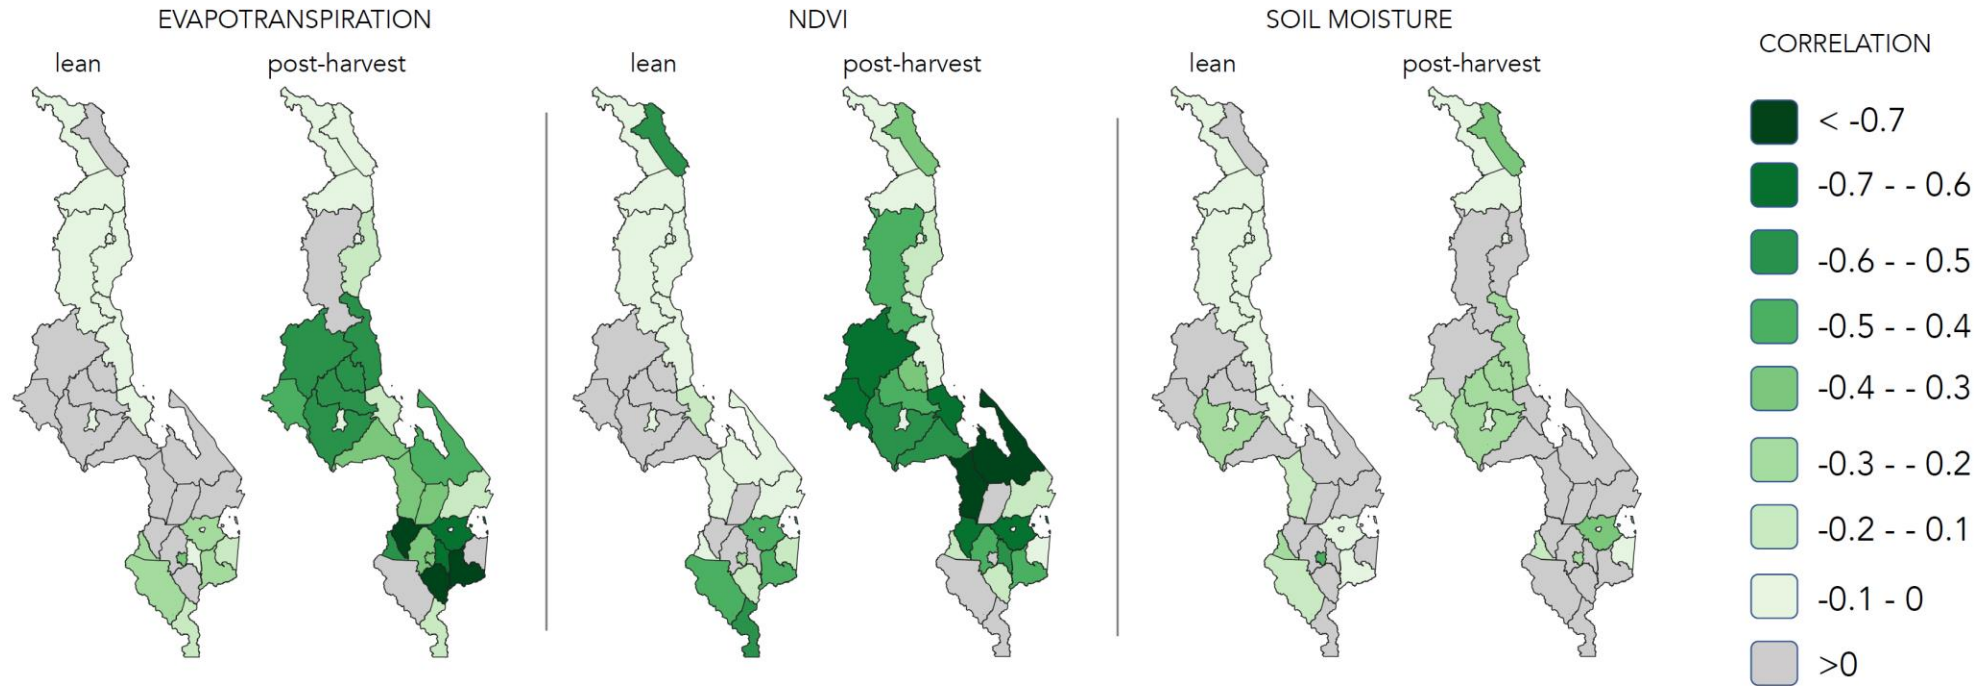 EVAPOTRANSPIRATION
lean
post-harvest
NDVI
lean
post-harvest
SOIL MOISTURE
lean
post-harvest
CORRELATION
< -0.7
-0.7 - - 0.6
-0.6 - - 0.5
-0.5 - - 0.4
-0.4 - - 0.3
-0.3 - - 0.2
-0.2 - - 0.1
-0.1 - 0
>0